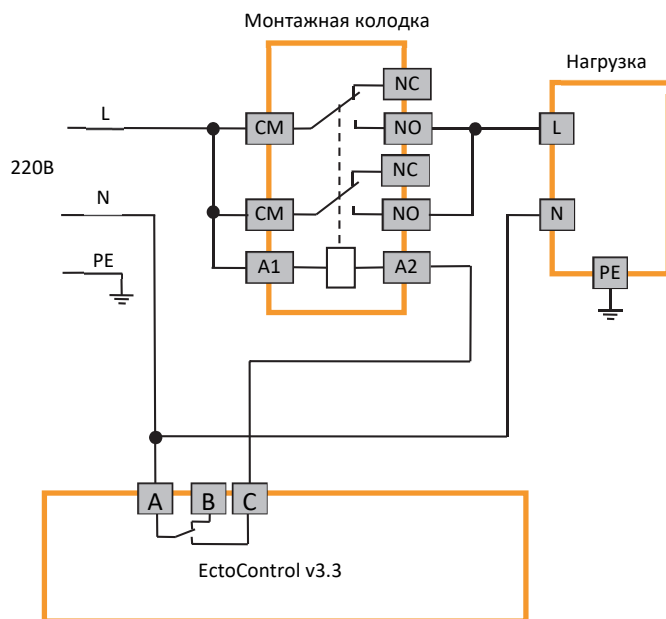 Монтажная колодка
Нагрузка
NC
L
CM
NO
L
220В
NC
N
CM
NO
N
PE
A1
A2
PE
A
B
C
EctoControl v3.3